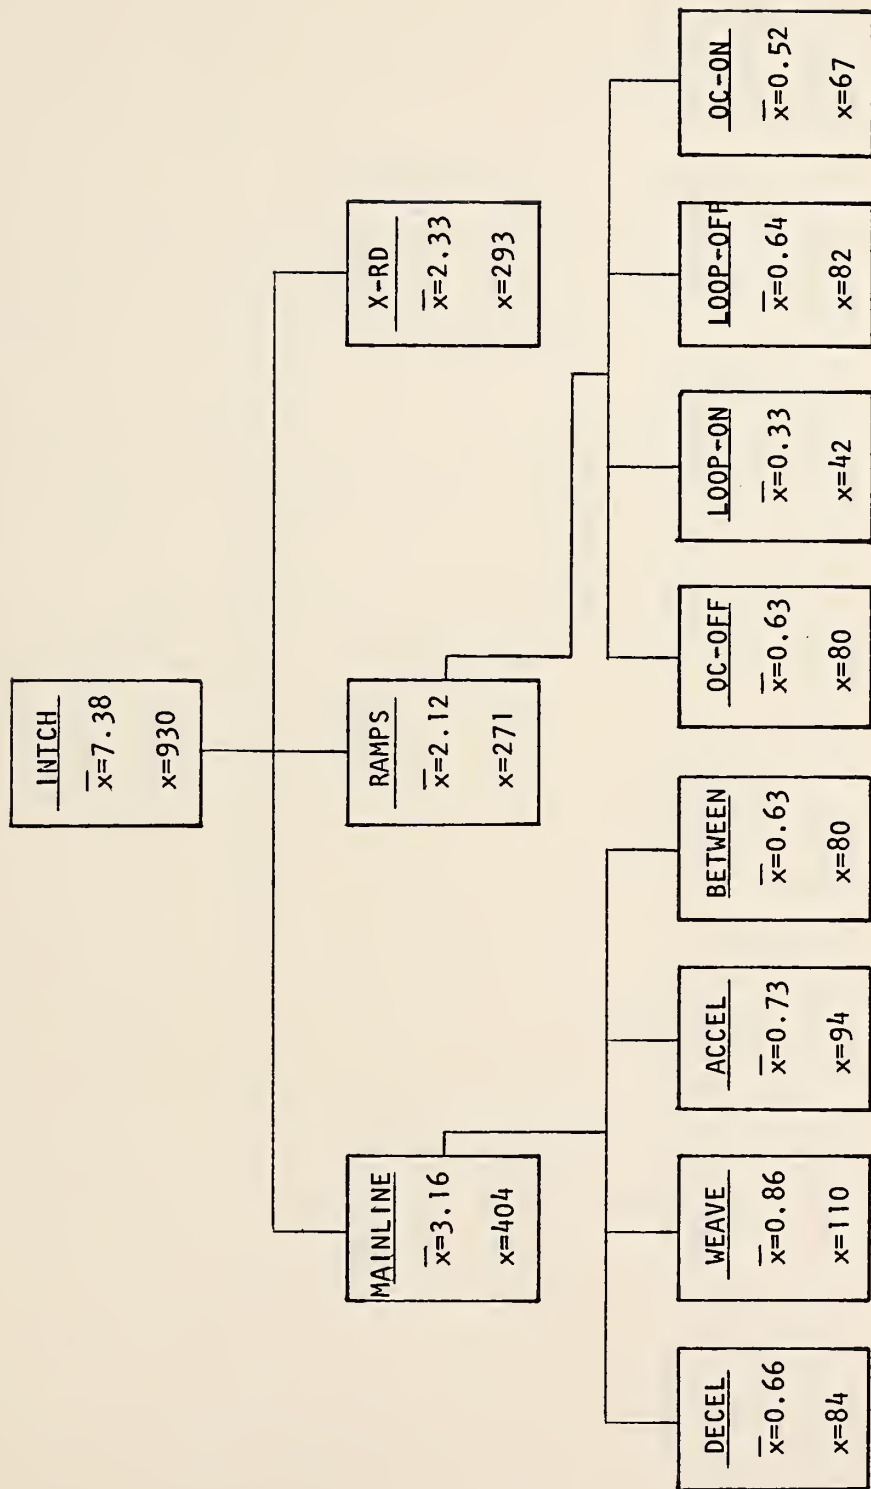 INTCH
x̄=7.38
x=930
MAINLINE
x̄=3.16
x=404
RAMPS
x̄=2.12
x=271
X-RD
x̄=2.33
x=293
DECEL
x̄=0.66
x=84
WEAVE
x̄=0.86
x=110
ACCEL
x̄=0.73
x=94
BETWEEN
x̄=0.63
x=80
OC-OFF
x̄=0.63
x=80
LOOP-ON
x̄=0.33
x=42
LOOP-OFF
x̄=0.64
x=82
OC-ON
x̄=0.52
x=67